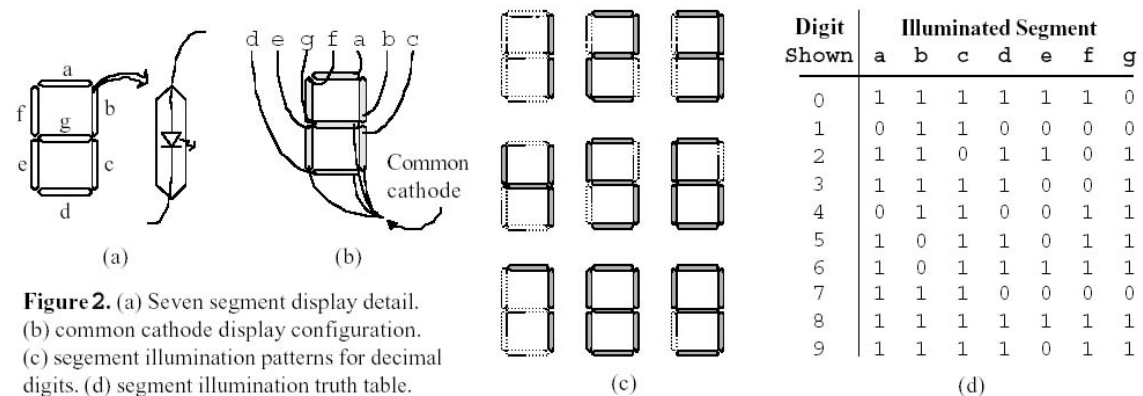 a
f
b
g
e
c
d
(a)
d e g f a b c
Common
cathode
(b)
Figure 2. (a) Seven segment display detail.
(b) common cathode display configuration.
(c) segement illumination patterns for decimal
digits. (d) segment illumination truth table.
(c)
Digit Illuminated Segment
Shown a b c d e f g
0 1 1 1 1 1 1 0
1 0 1 1 0 0 0 0
2 1 1 0 1 1 0 1
3 1 1 1 1 0 0 1
4 0 1 1 0 0 1 1
5 1 0 1 1 0 1 1
6 1 0 1 1 1 1 1
7 1 1 1 0 0 0 0
8 1 1 1 1 1 1 1
9 1 1 1 1 0 1 1
(d)